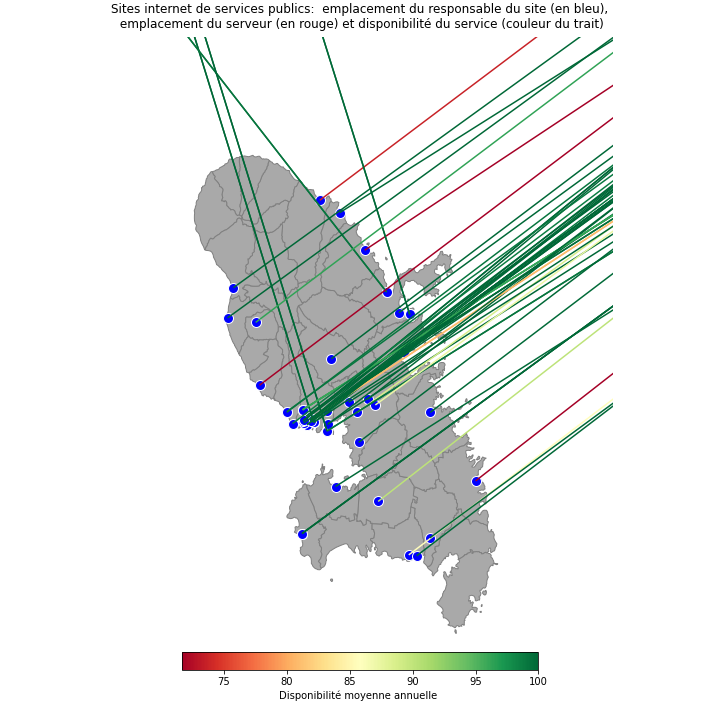 Sites internet de services publics:  emplacement du responsable du site (en bleu),
emplacement du serveur (en rouge) et disponibilité du service (couleur du trait)
75 80 85 90 95 100
Disponibilité moyenne annuelle